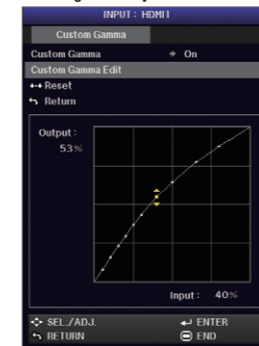 INPUT: HDMI1
Custom Gamma
Custom Gamma On
Custom Gamma Edit
Reset
Return
Output :
53%
Input : 40%
SEL./ADJ. ENTER
RETURN END